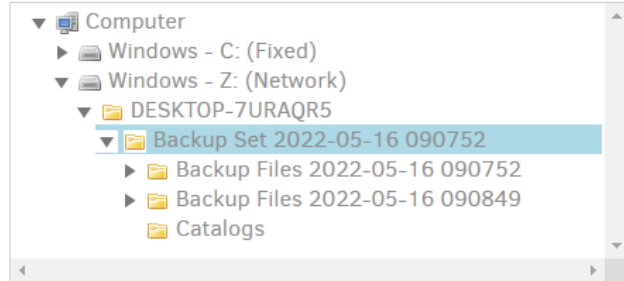 Computer
Windows - C: (Fixed)
Windows - Z: (Network)
DESKTOP-7URAQR5
Backup Set 2022-05-16 090752
Backup Files 2022-05-16 090752
Backup Files 2022-05-16 090849
Catalogs